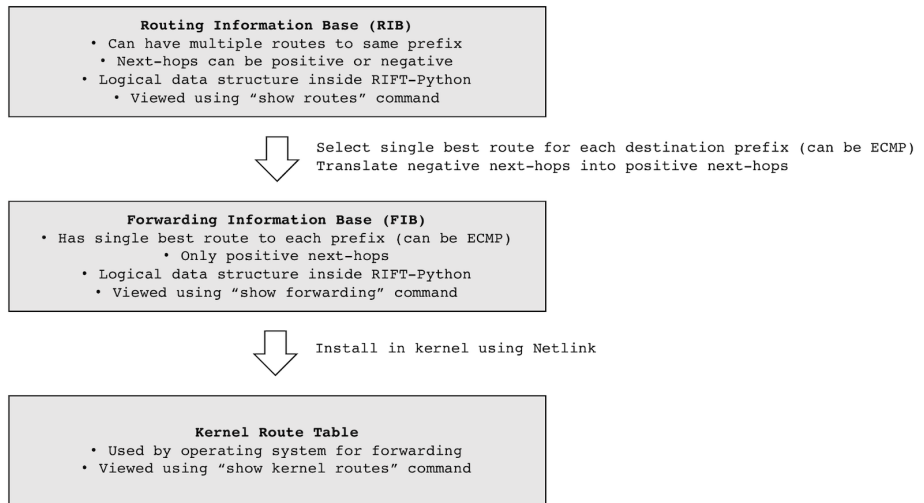 Routing Information Base (RIB)
• Can have multiple routes to same prefix
• Next-hops can be positive or negative
• Logical data structure inside RIFT-Python
• Viewed using “show routes” command
Select single best route for each destination prefix (can be ECMP)
Translate negative next-hops into positive next-hops
Forwarding Information Base (FIB)
• Has single best route to each prefix (can be ECMP)
• Only positive next-hops
• Logical data structure inside RIFT-Python
• Viewed using “show forwarding” command
Install in kernel using Netlink
Kernel Route Table
• Used by operating system for forwarding
• Viewed using “show kernel routes” command